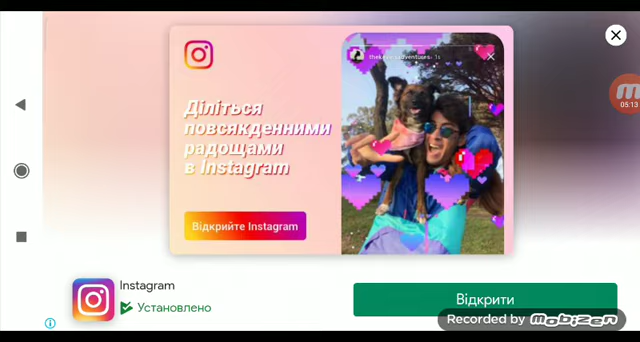 Діліться
повсякденними
радощами
в Instagram
Відкрийте Instagram
Instagram
Установлено
Відкрити
05:13
Recorded by mobizen